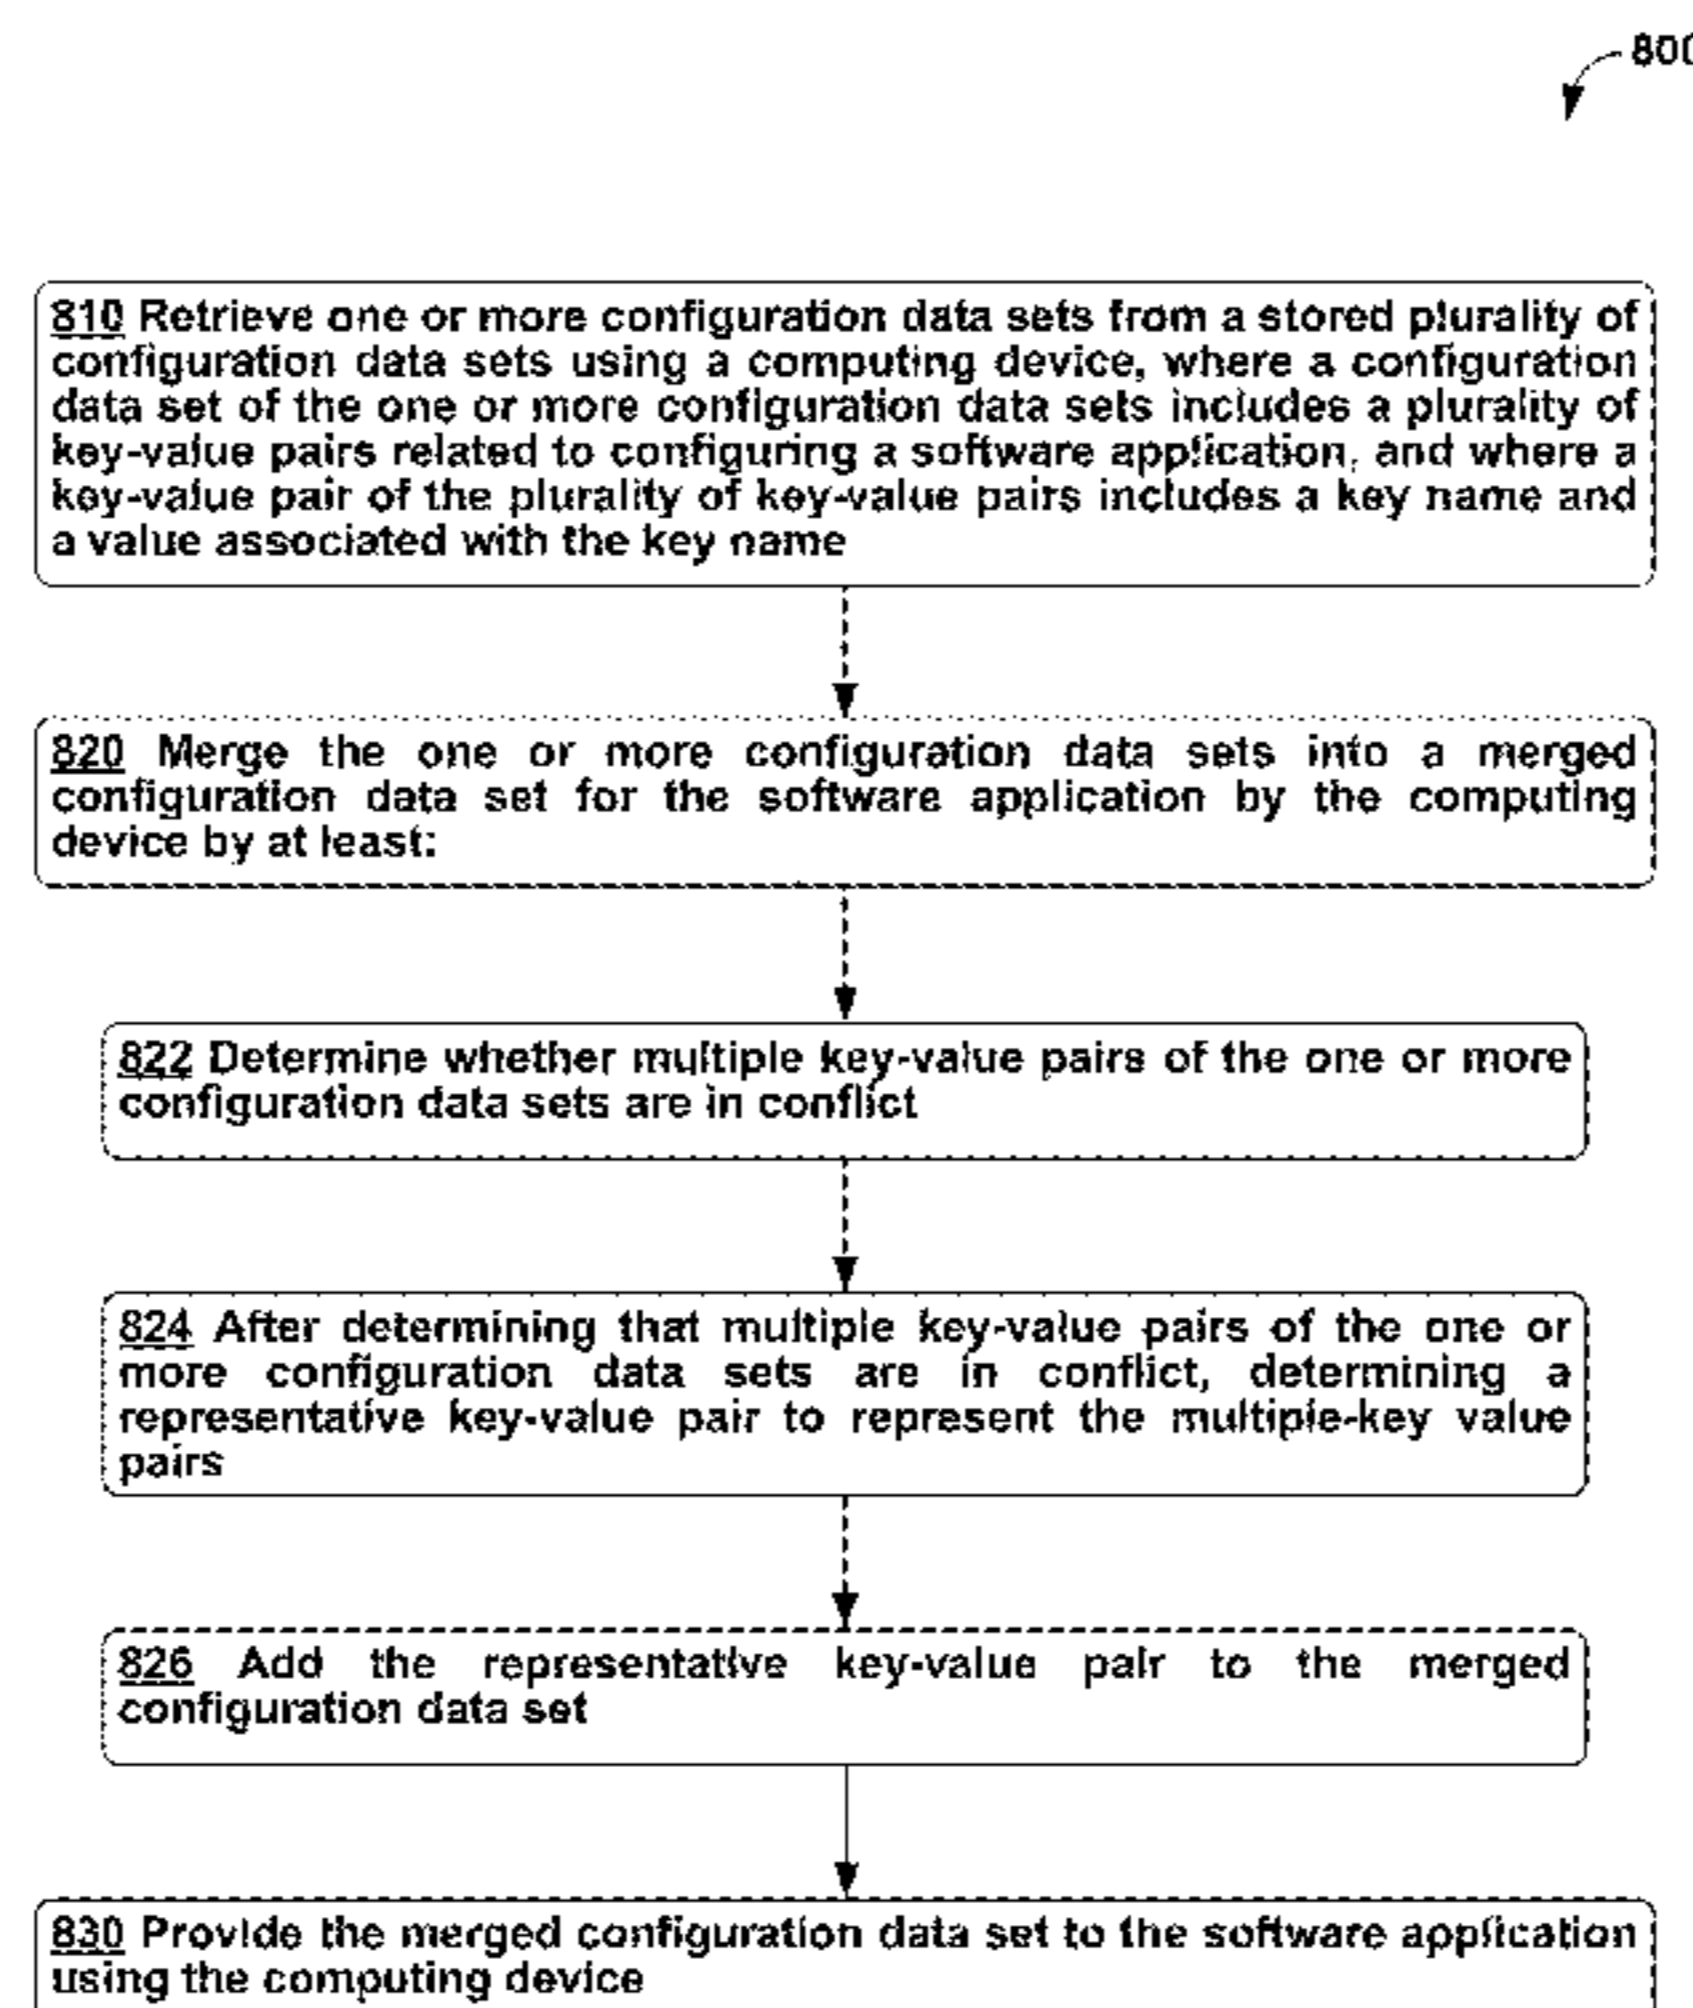 800
810 Retrieve one or more configuration data sets from a stored plurality of
configuration data sets using a computing device, where a configuration
data set of the one or more configuration data sets includes a plurality of
key-value pairs related to configuring a software application, and where a
key-value pair of the plurality of key-value pairs includes a key name and
a value associated with the key name
820 Merge the one or more configuration data sets into a merged
configuration data set for the software application by the computing
device by at least:
822 Determine whether multiple key-value pairs of the one or more
configuration data sets are in conflict
824 After determining that multiple key-value pairs of the one or
more configuration data sets are in conflict, determining a
representative key-value pair to represent the multiple-key value
pairs
826 Add the representative key-value pair to the merged
configuration data set
830 Provide the merged configuration data set to the software application
using the computing device